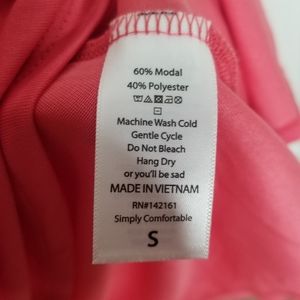 60% Modal
40% Polyester
Machine Wash Cold
Gentle Cycle
Do Not Bleach
Hang Dry
or you'll be sad
MADE IN VIETNAM
RN#142161
Simply Comfortable
S